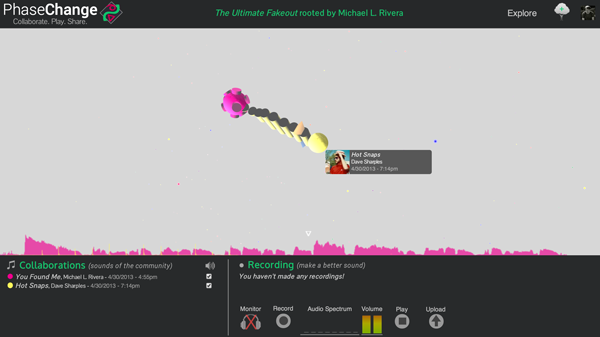 PhaseChange
Collaborate. Play. Share.
The Ultimate Fakeout rooted by Michael L. Rivera
Explore
Hot Snaps
Dave Sharples
4/30/2013 - 7:14pm
Collaborations (sounds of the community)
You Found Me, Michael L. Rivera - 4/30/2013 - 4:55pm
Hot Snaps, Dave Sharples - 4/30/2013 - 7:14pm
Recording (make a better sound)
You haven't made any recordings!
Monitor Record Audio Spectrum Volume Play Upload